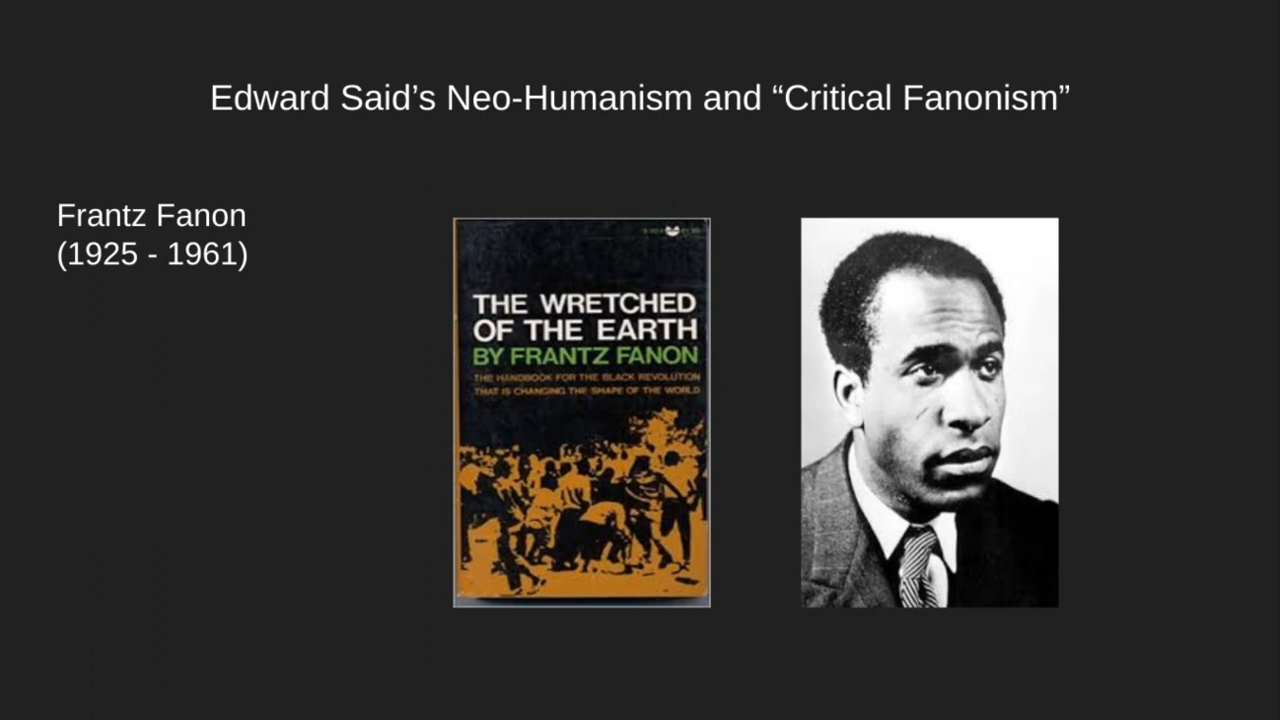 Edward Said’s Neo-Humanism and “Critical Fanonism”
Frantz Fanon
(1925 - 1961)
THE WRETCHED
OF THE EARTH
BY FRANTZ FANON
THE HANDBOOK FOR THE BLACK REVOLUTION
THAT IS CHANGING THE SHAPE OF THE WORLD